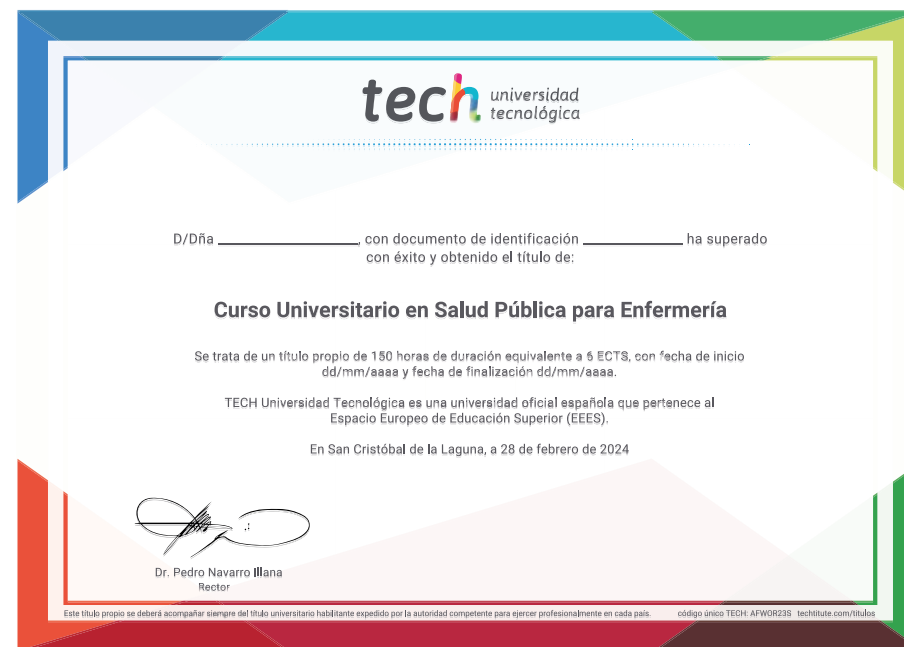 tech universidad
tecnológica
D/Dña ____________________, con documento de identificación ______________ ha superado
con éxito y obtenido el título de:
Curso Universitario en Salud Pública para Enfermería
Se trata de un título propio de 150 horas de duración equivalente a 6 ECTS, con fecha de inicio
dd/mm/aaaa y fecha de finalización dd/mm/aaaa.
TECH Universidad Tecnológica es una universidad oficial española que pertenece al
Espacio Europeo de Educación Superior (EEES).
En San Cristóbal de la Laguna, a 28 de febrero de 2024
Dr. Pedro Navarro Illana
Rector
Este título propio se deberá acompañar siempre del título universitario habilitante expedido por la autoridad competente para ejercer profesionalmente en cada país. código único TECH: AFWOR23S techtitute.com/titulos